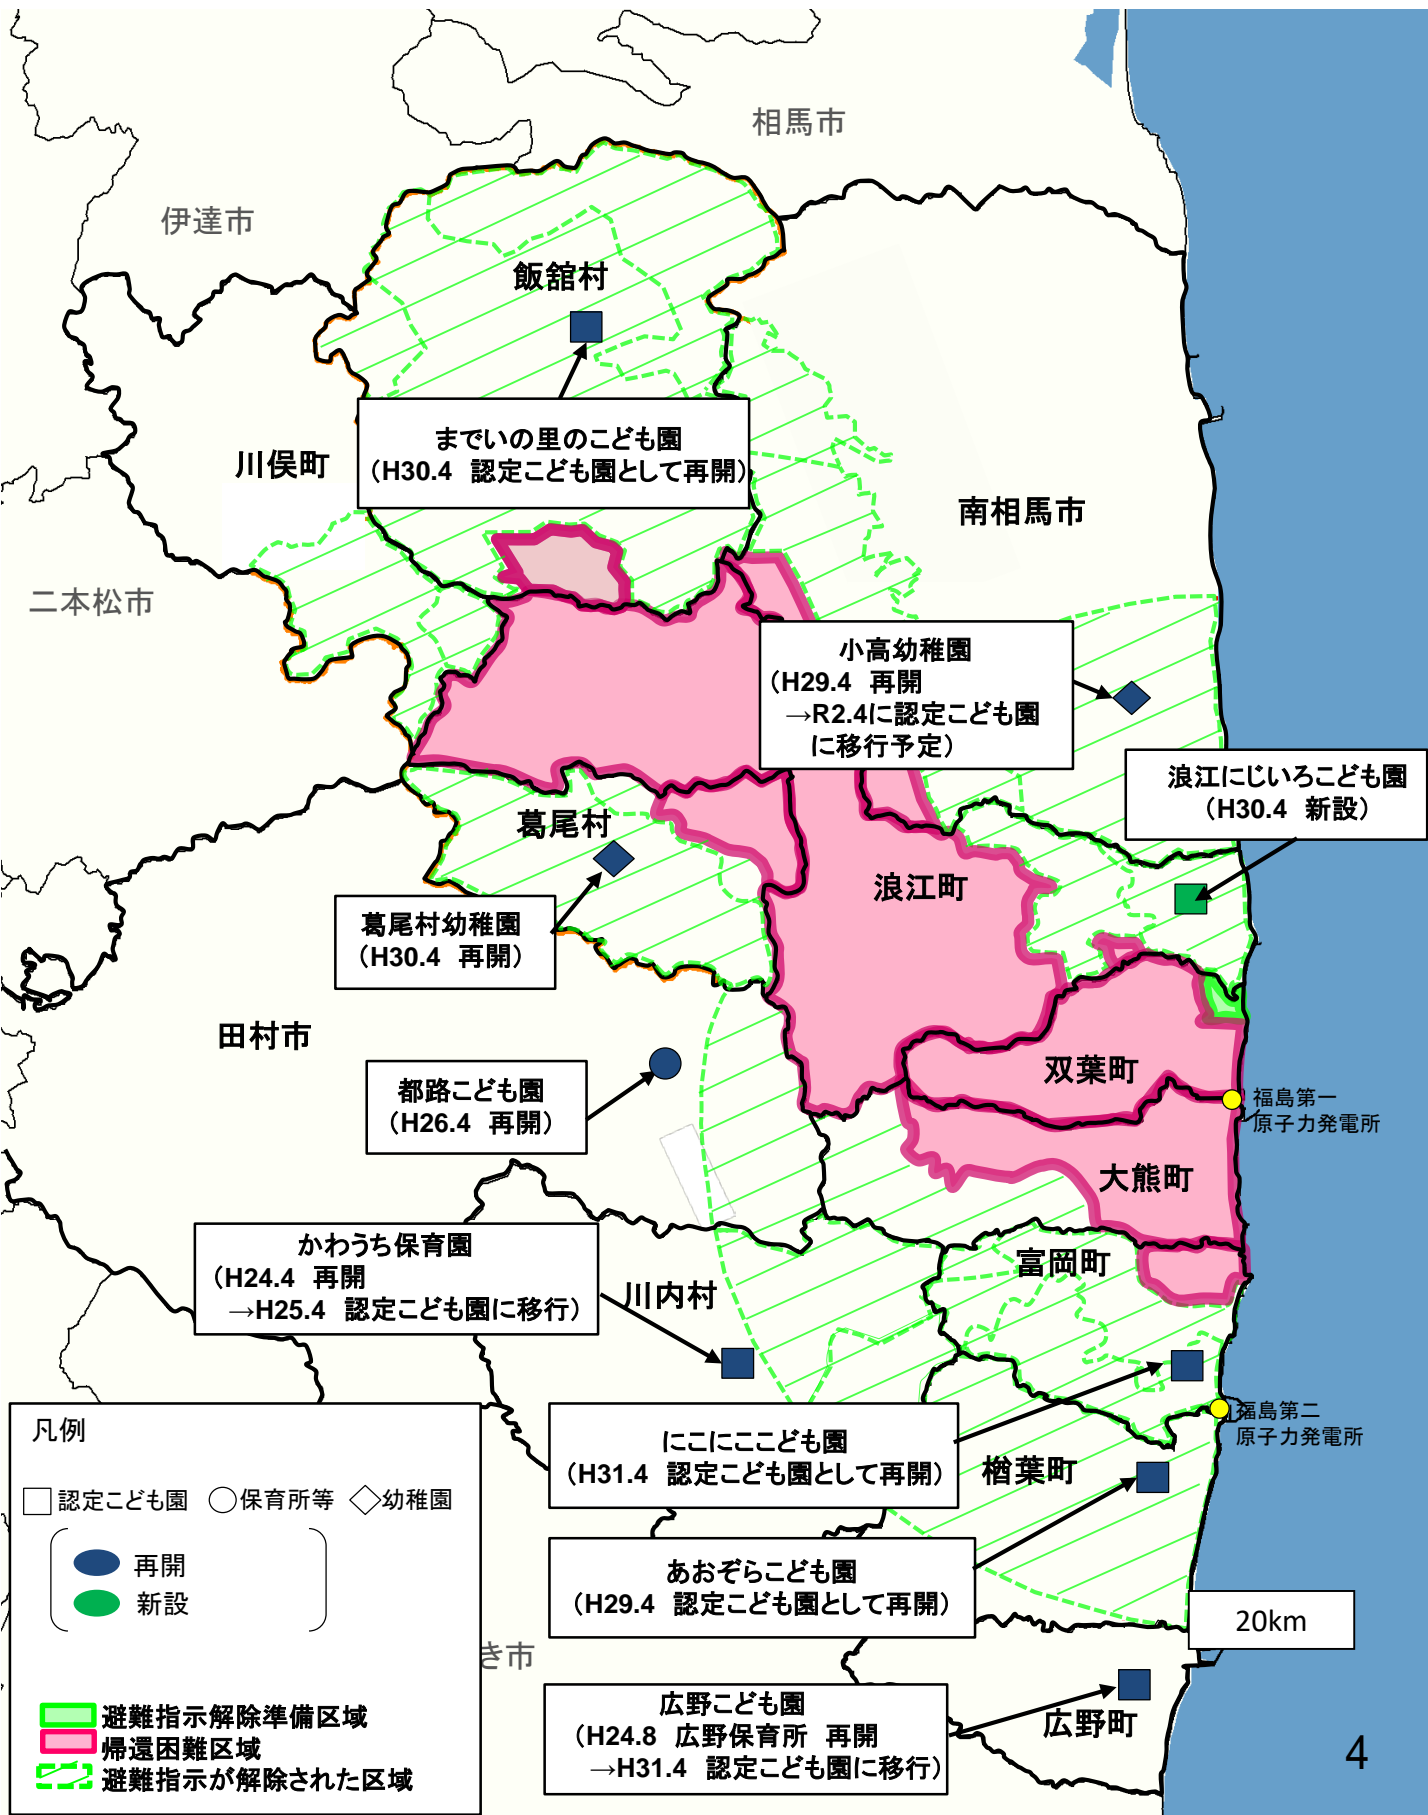 相馬市
伊達市
飯舘村
までいの里のこども園
（H30.4　認定こども園として再開）
川俣町
南相馬市
二本松市
小高幼稚園
（H29.4　再開
→R2.4に認定こども園
に移行予定）
浪江にじいろこども園
（H30.4　新設）
葛尾村
浪江町
葛尾村幼稚園
（H30.4　再開）
田村市
双葉町
都路こども園
（H26.4　再開）
福島第一
原子力発電所
大熊町
かわうち保育園
（H24.4　再開
→H25.4　認定こども園に移行）
富岡町
川内村
福島第二
原子力発電所
にこにここども園
（H31.4　認定こども園として再開）
楢葉町
あおぞらこども園
（H29.4　認定こども園として再開）
20km
き市
広野こども園
（H24.8 広野保育所　再開
→H31.4　認定こども園に移行）
広野町
凡例
認定こども園　保育所等　幼稚園
再開
新設
避難指示解除準備区域
帰還困難区域
避難指示が解除された区域
4